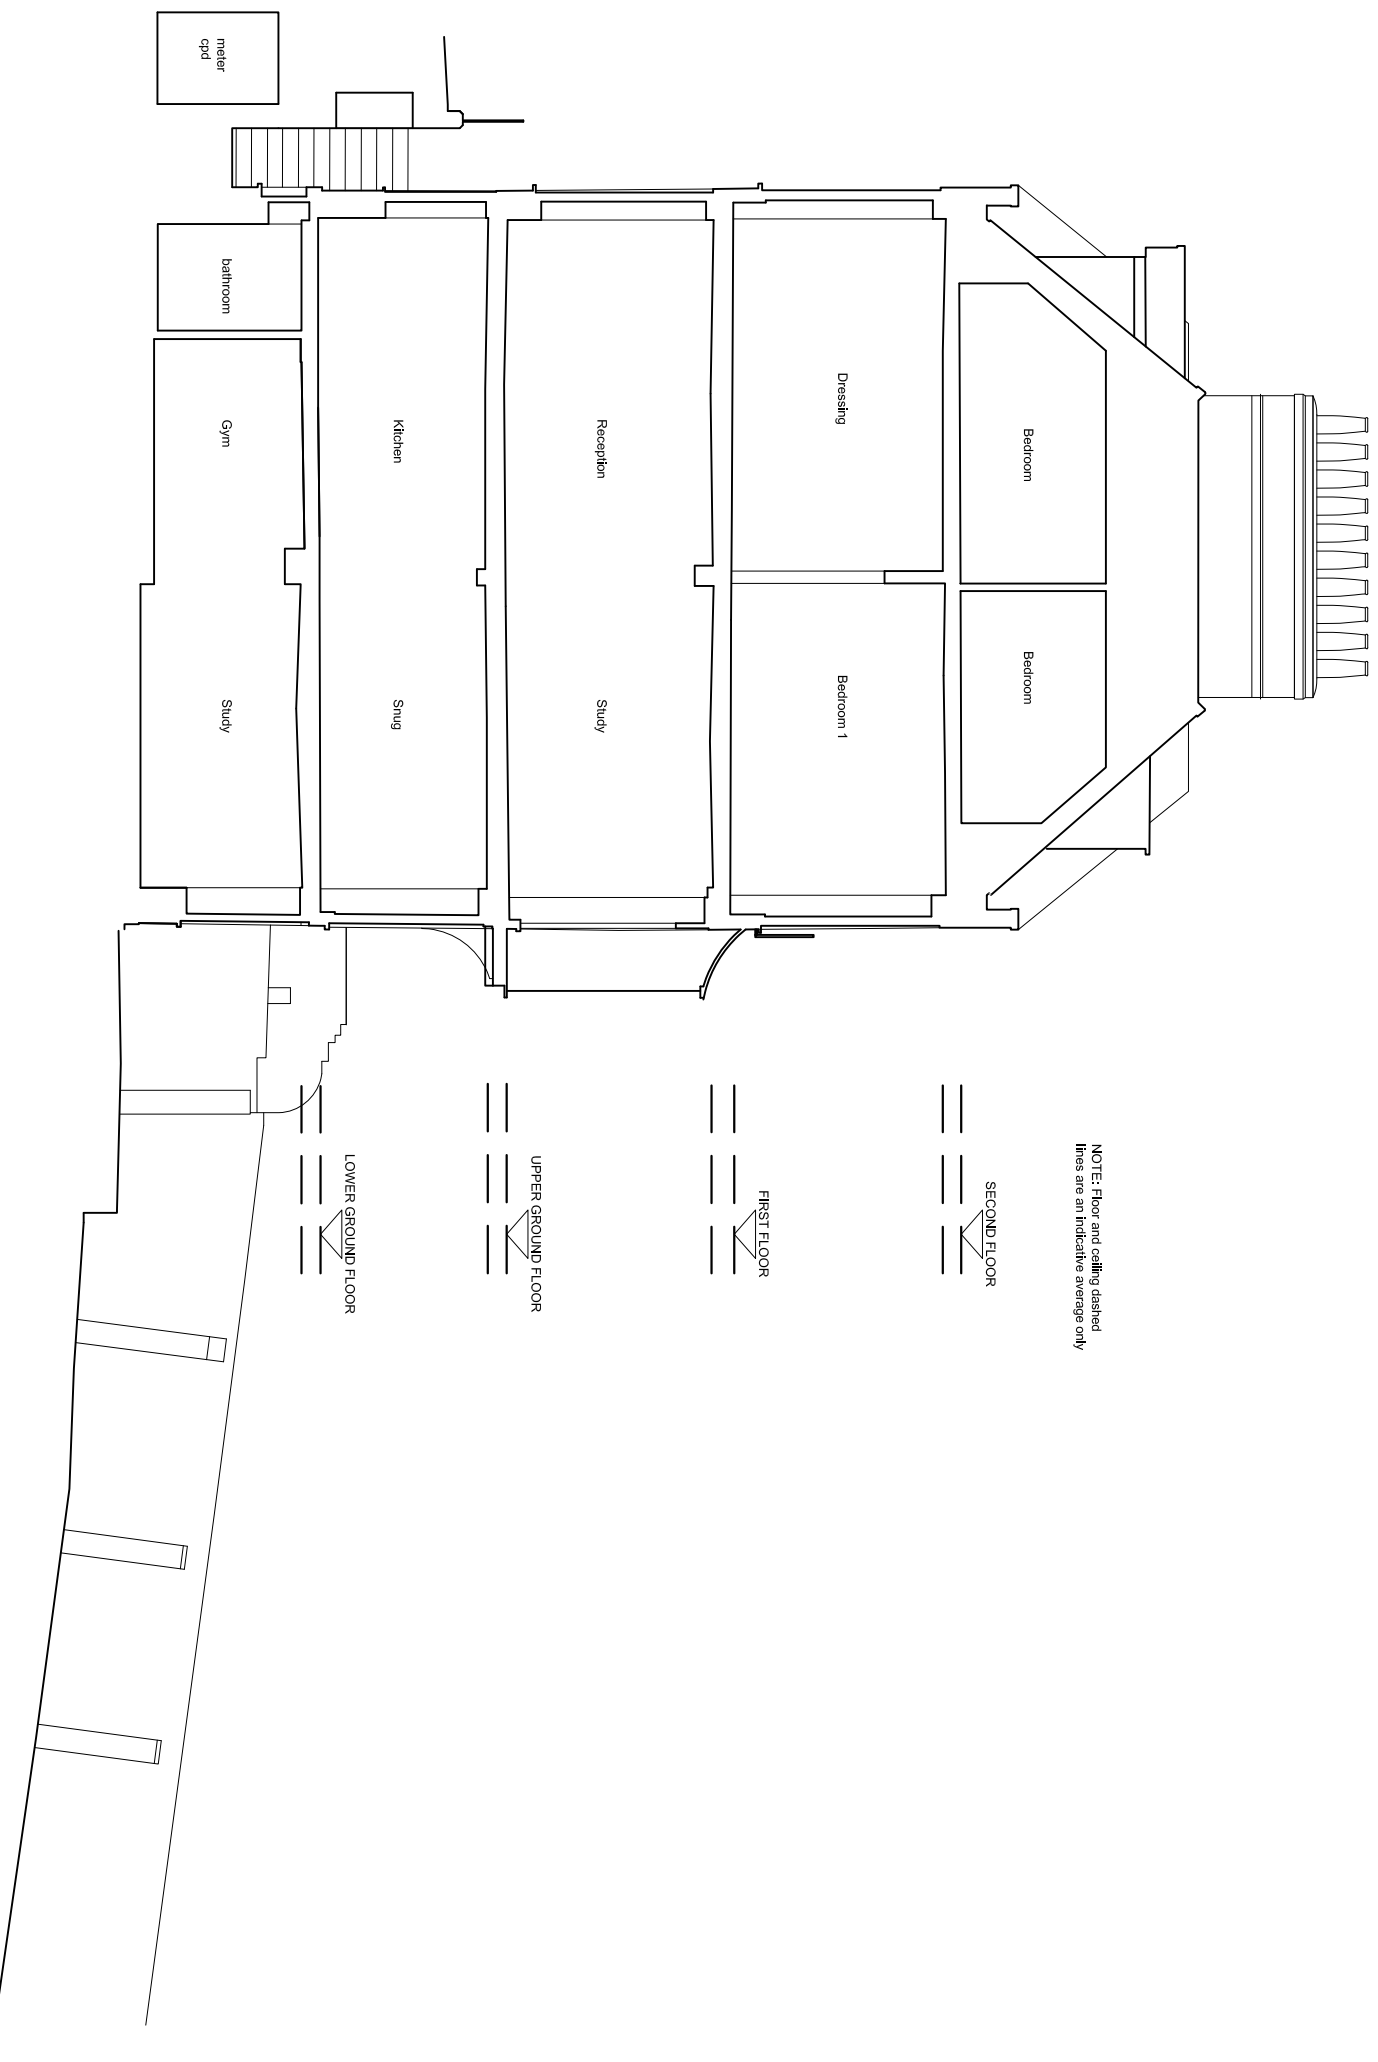 NOTE: Floor and ceiling dashed
lines are an indicative average only
SECOND FLOOR
FIRST FLOOR
UPPER GROUND FLOOR
LOWER GROUND FLOOR
Bedroom
Bedroom
Dressing
Bedroom 1
Reception
Study
Kitchen
Snug
meter
cpd
bathroom
Gym
Study